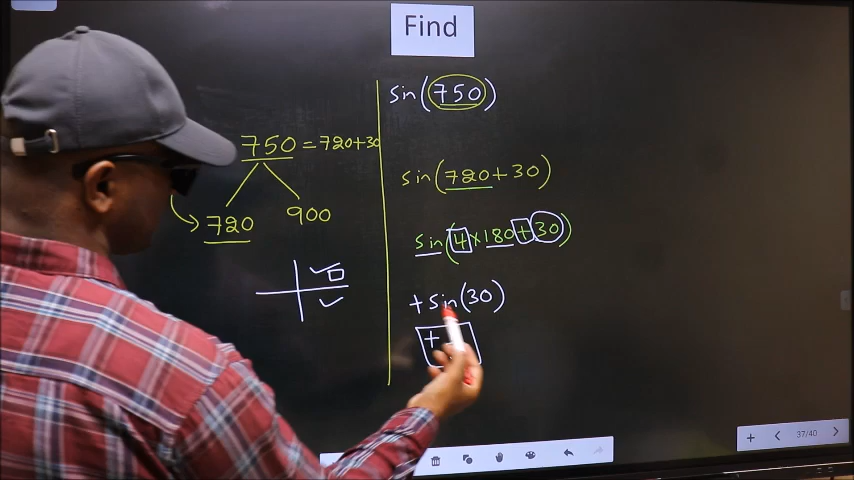 Find
sin(750)
750 = 720+30
720 900
sin(720+30)
sin(4×180+30)
+sin(30)
+
37/40